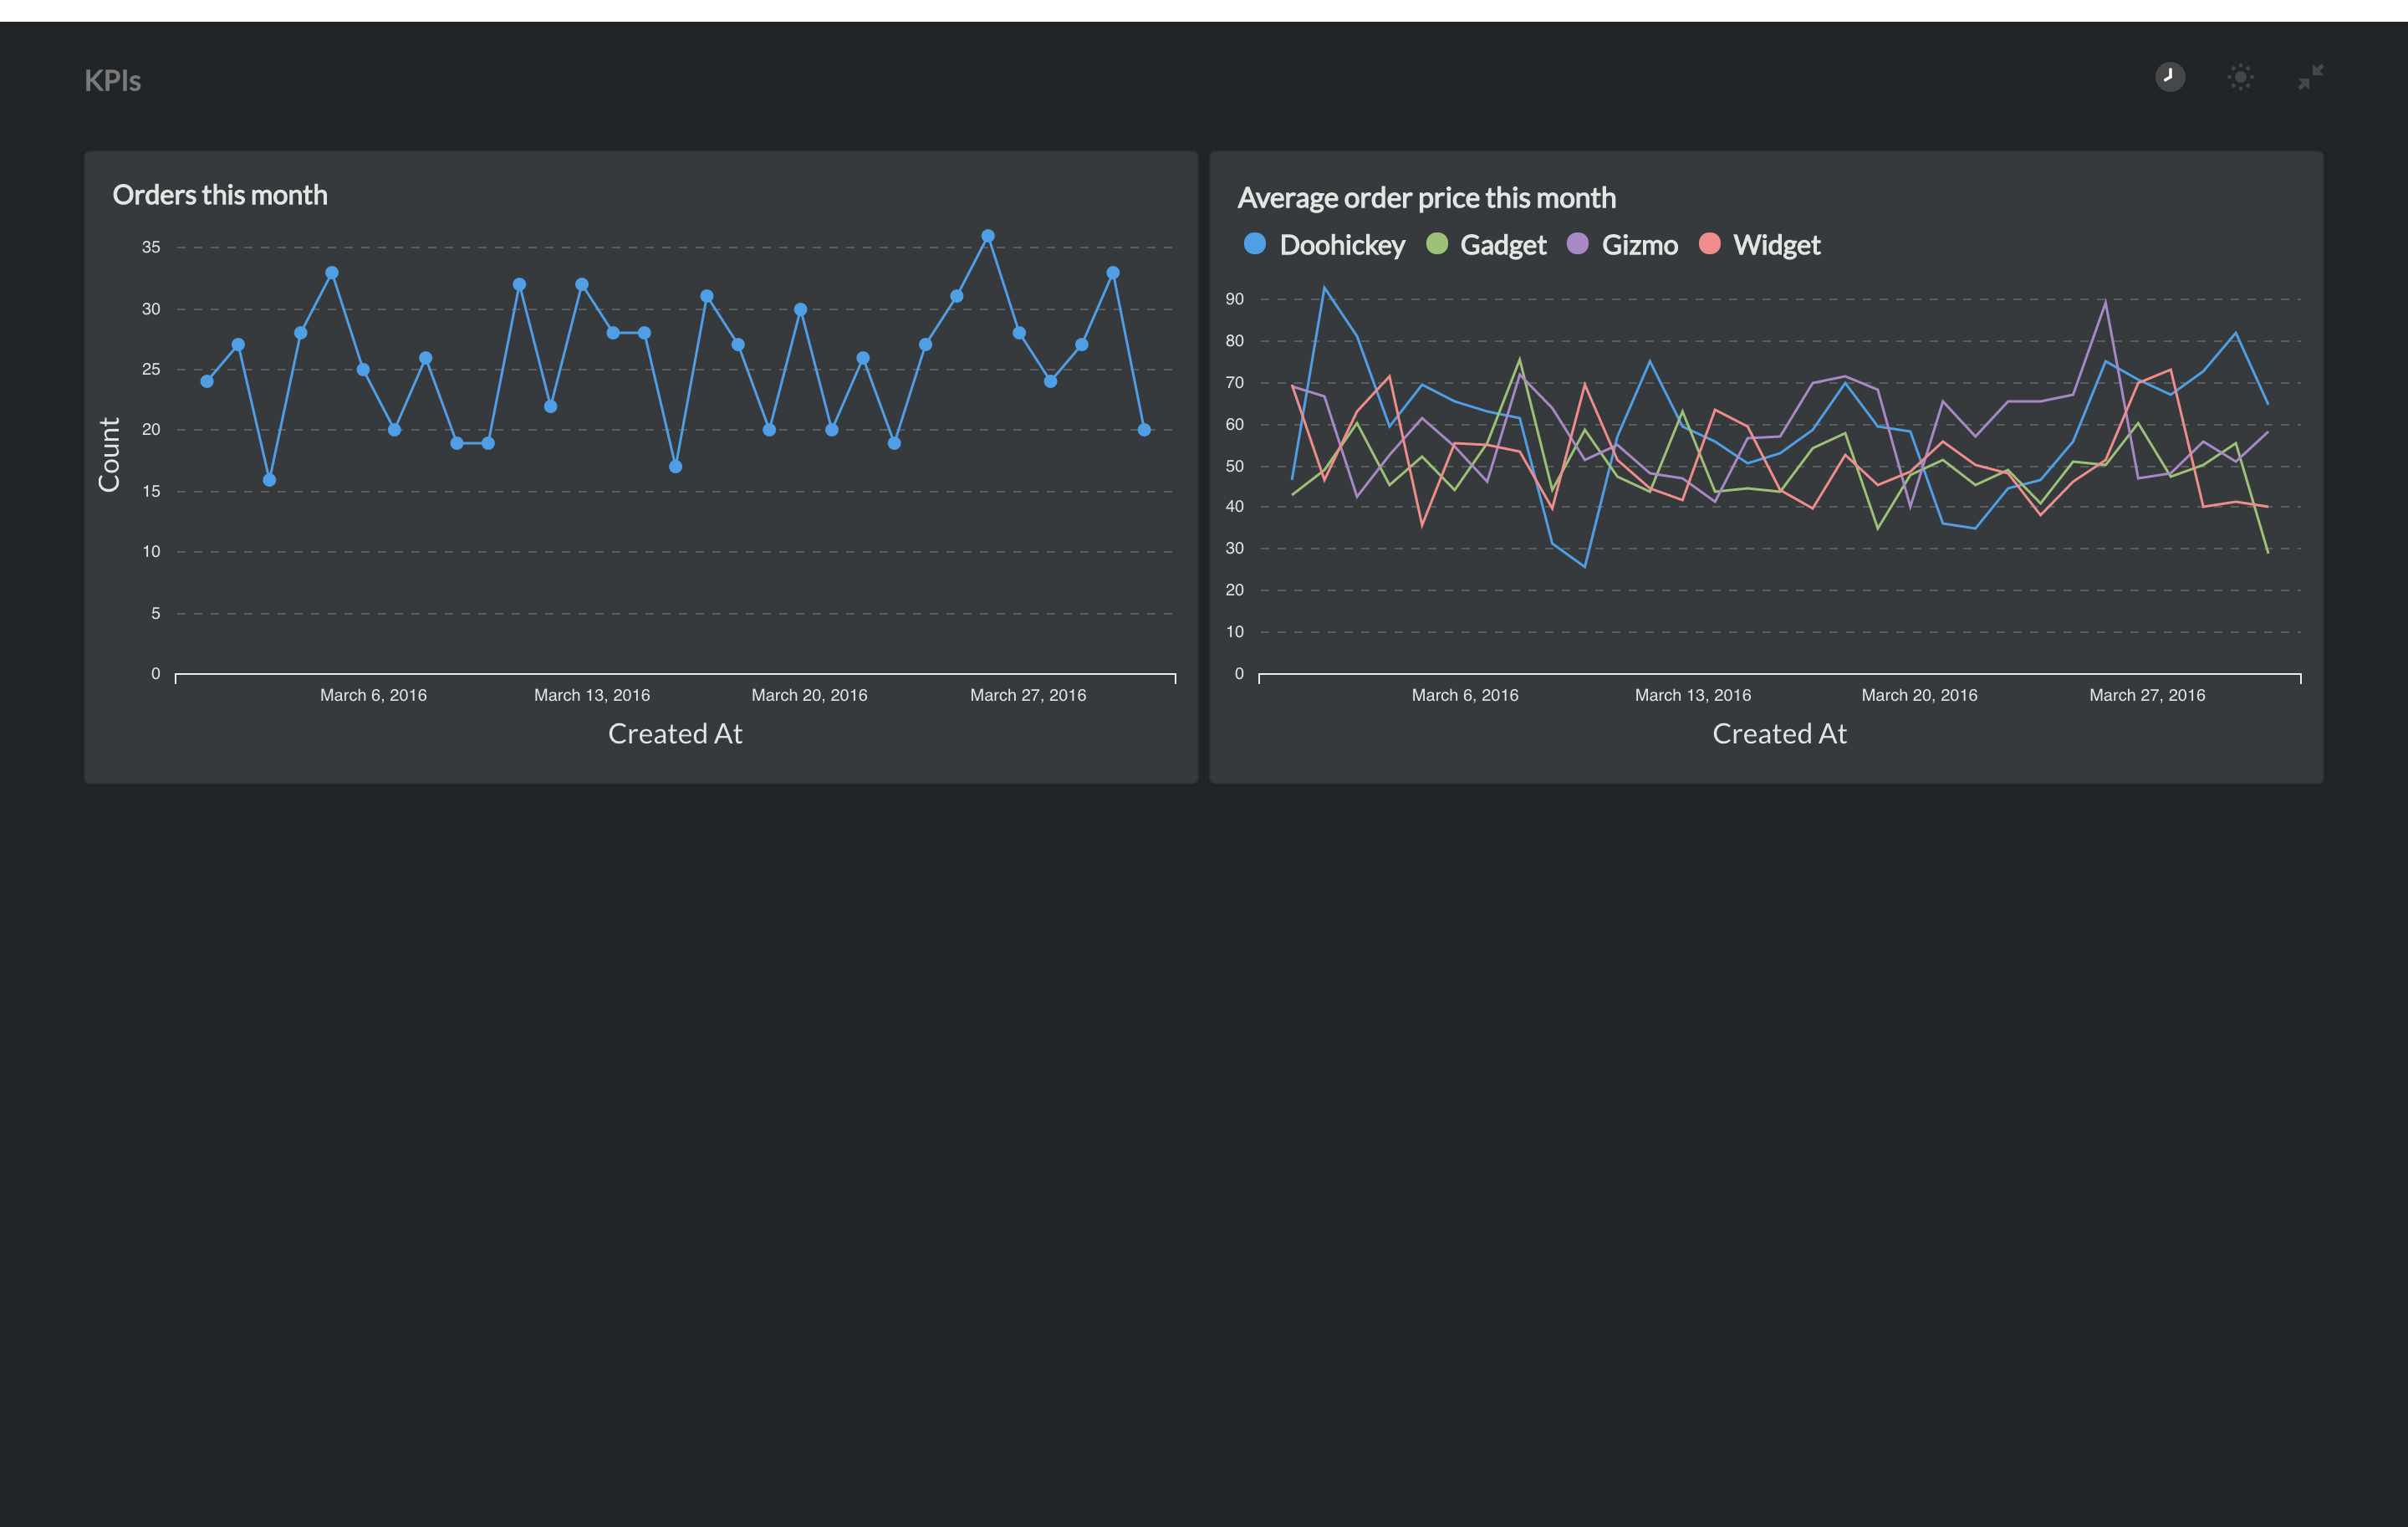 KPIs
Orders this month
35
30
25
20
15
10
5
0
Count
March 6, 2016 March 13, 2016 March 20, 2016 March 27, 2016
Created At
Average order price this month
Doohickey Gadget Gizmo Widget
90
80
70
60
50
40
30
20
10
0
March 6, 2016 March 13, 2016 March 20, 2016 March 27, 2016
Created At